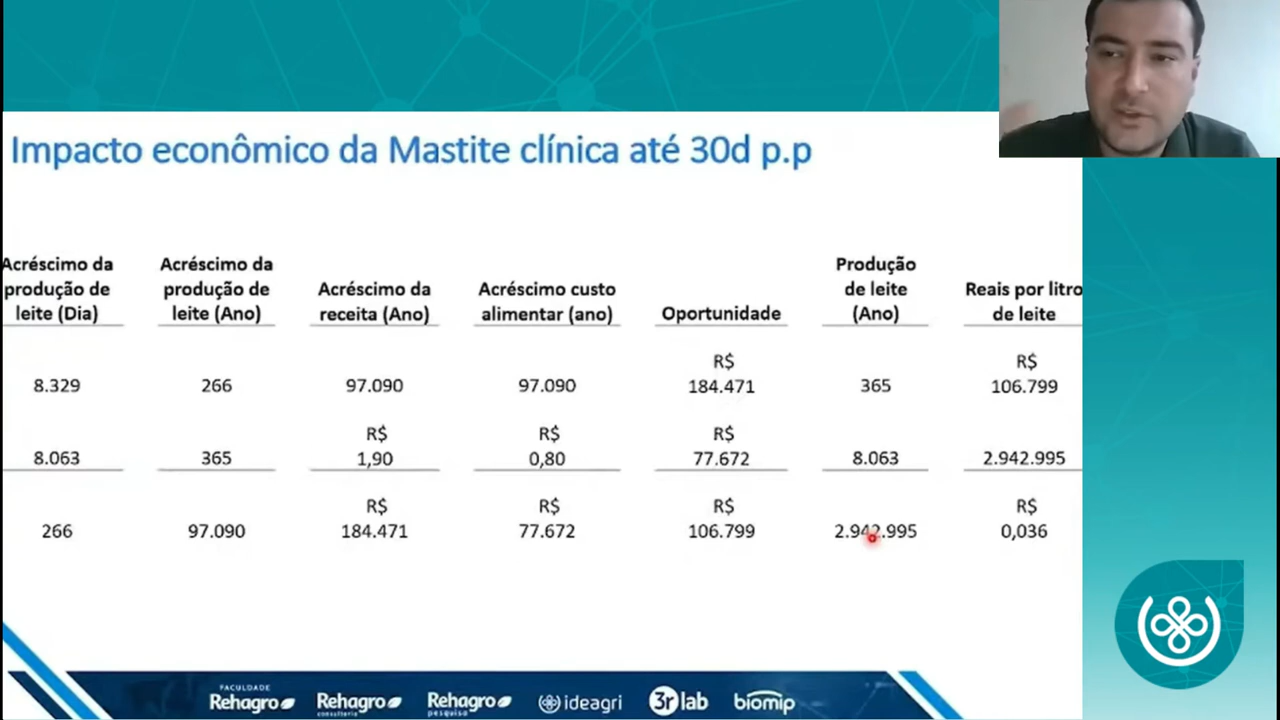 Impacto econômico da Mastite clínica até 30d p.p
Acréscimo da produção de leite (Dia)
Acréscimo da produção de leite (Ano)
Acréscimo da receita (Ano)
Acréscimo custo alimentar (ano)
Oportunidade
Produção de leite (Ano)
Reais por litro de leite
8.329 266 97.090 97.090 R$ 184.471 365 R$ 106.799
8.063 365 R$ 1,90 R$ 0,80 R$ 77.672 8.063 2.942.995
266 97.090 R$ 184.471 R$ 77.672 R$ 106.799 2.942.995 R$ 0,036
FACULDADE
Rehagro
Rehagro
consultoria
Rehagro
pesquisa
ideagri
3r lab
biomip